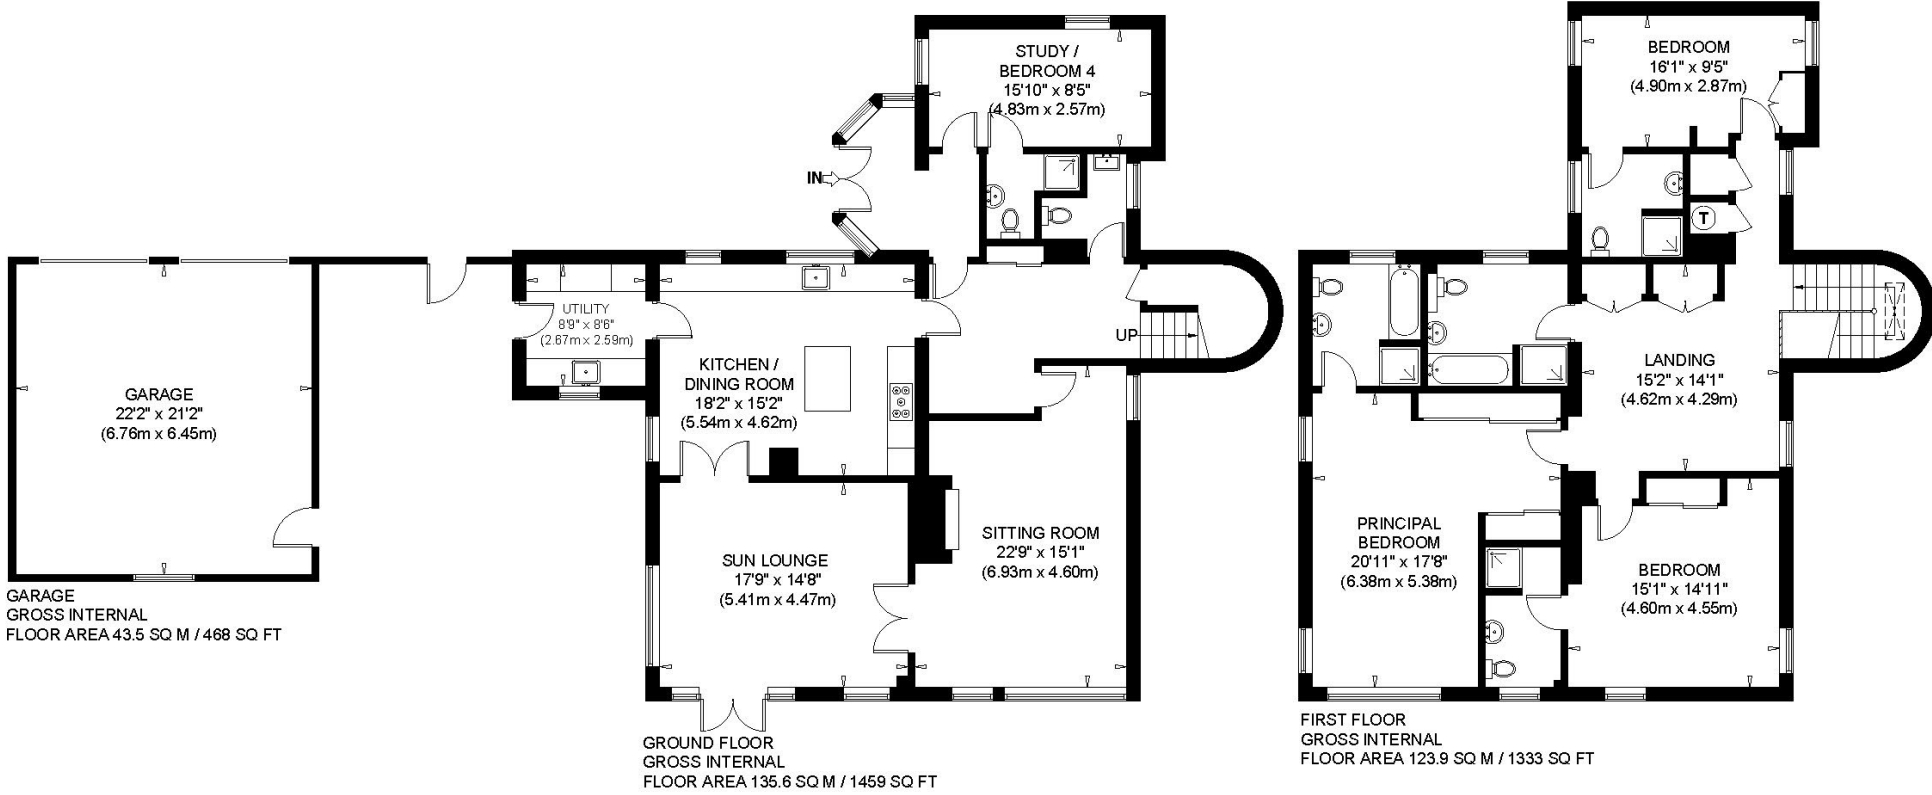 GARAGE
22'2" x 21'2"
(6.76m x 6.45m)
GARAGE
GROSS INTERNAL
FLOOR AREA 43.5 SQ M / 468 SQ FT
IN
STUDY /
BEDROOM 4
15'10" x 8'5"
(4.83m x 2.57m)
UTILITY
8'9" x 8'6"
(2.67m x 2.59m)
KITCHEN /
DINING ROOM
18'2" x 15'2"
(5.54m x 4.62m)
UP
SUN LOUNGE
17'9" x 14'8"
(5.41m x 4.47m)
SITTING ROOM
22'9" x 15'1"
(6.93m x 4.60m)
GROUND FLOOR
GROSS INTERNAL
FLOOR AREA 135.6 SQ M / 1459 SQ FT
BEDROOM
16'1" x 9'5"
(4.90m x 2.87m)
T
LANDING
15'2" x 14'1"
(4.62m x 4.29m)
PRINCIPAL
BEDROOM
20'11" x 17'8"
(6.38m x 5.38m)
BEDROOM
15'1" x 14'11"
(4.60m x 4.55m)
FIRST FLOOR
GROSS INTERNAL
FLOOR AREA 123.9 SQ M / 1333 SQ FT